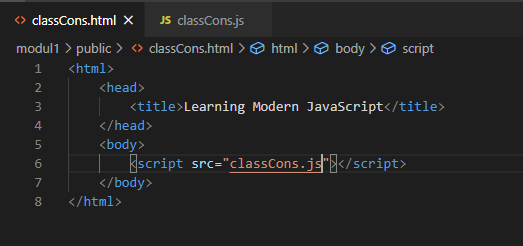 <> classCons.html × JS classCons.js
modul1 > public > <> classCons.html > html > body > script
1 <html>
2 <head>
3 <title>Learning Modern JavaScript</title>
4 </head>
5 <body>
6 <script src="classCons.js"></script>
7 </body>
8 </html>